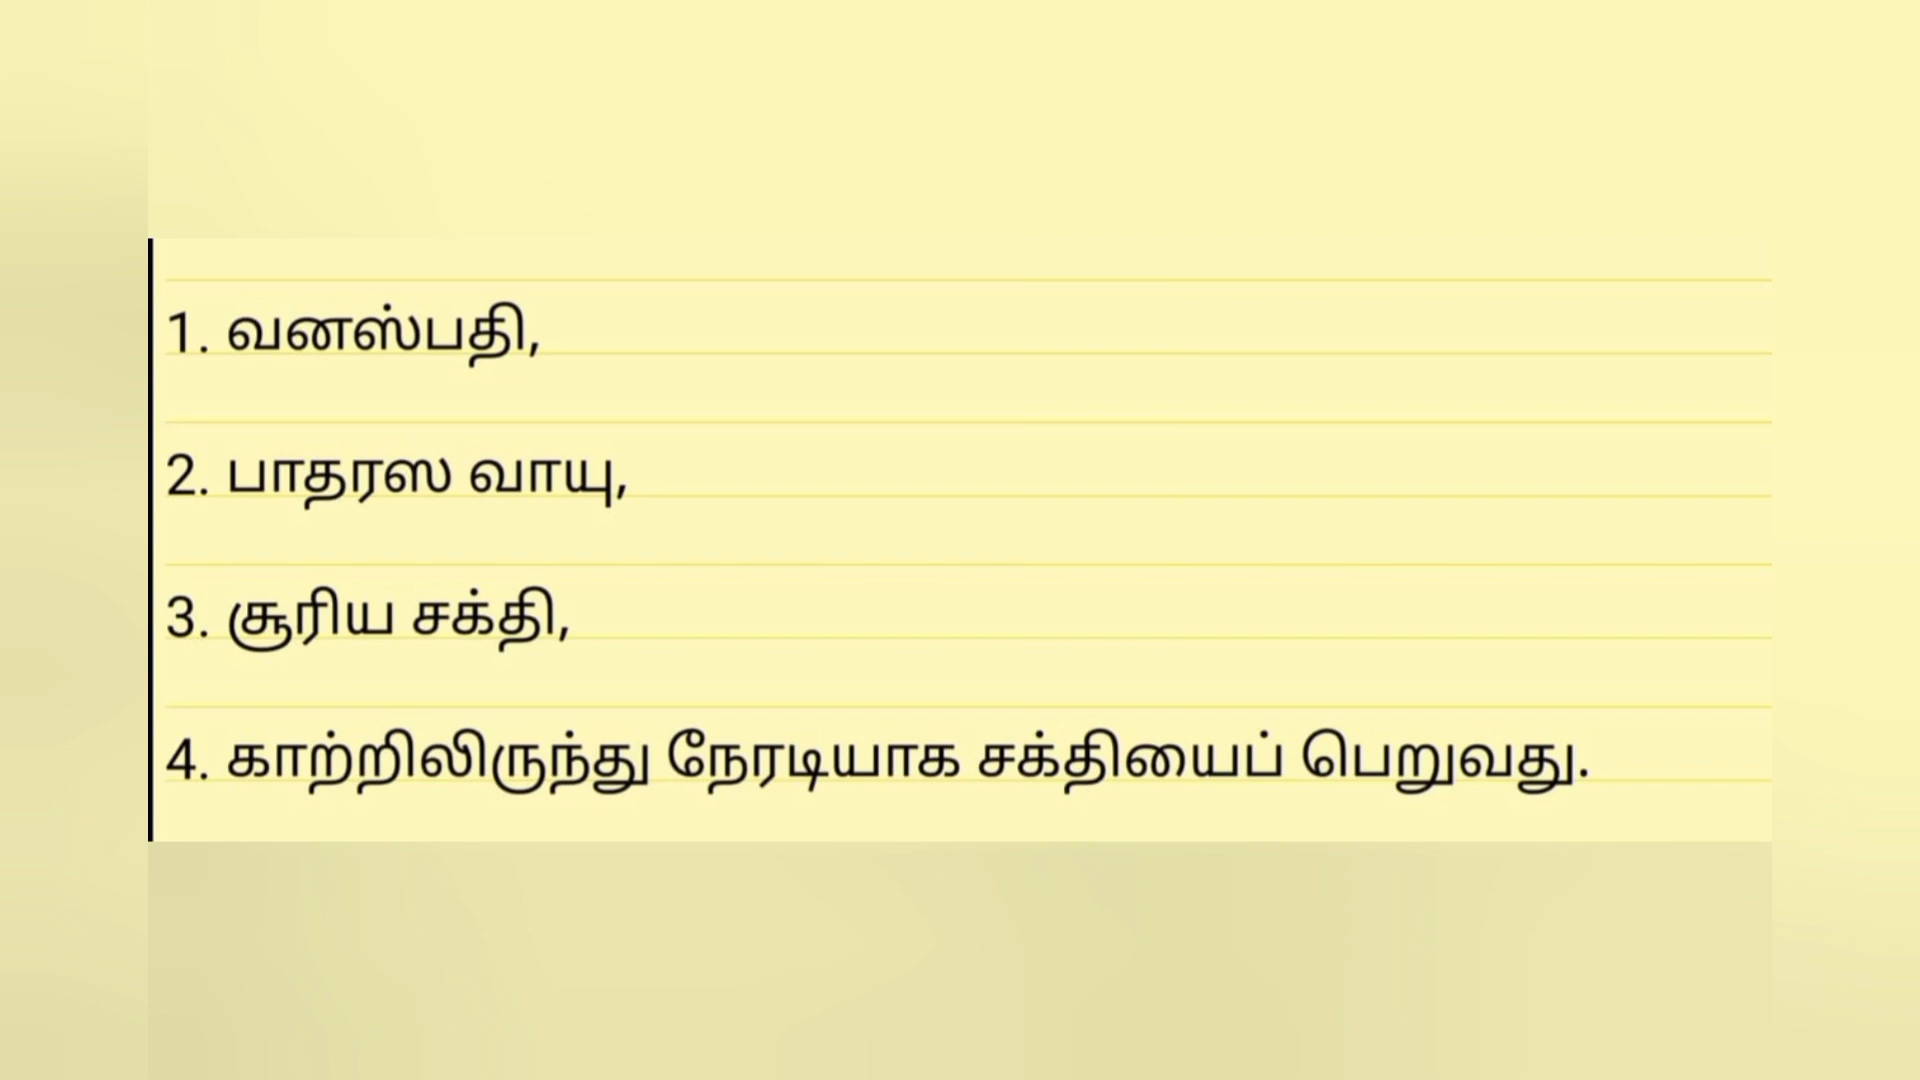 1. வனஸ்பதி,
2. பாதரஸ வாயு,
3. சூரிய சக்தி,
4. காற்றிலிருந்து நேரடியாக சக்தியைப் பெறுவது.